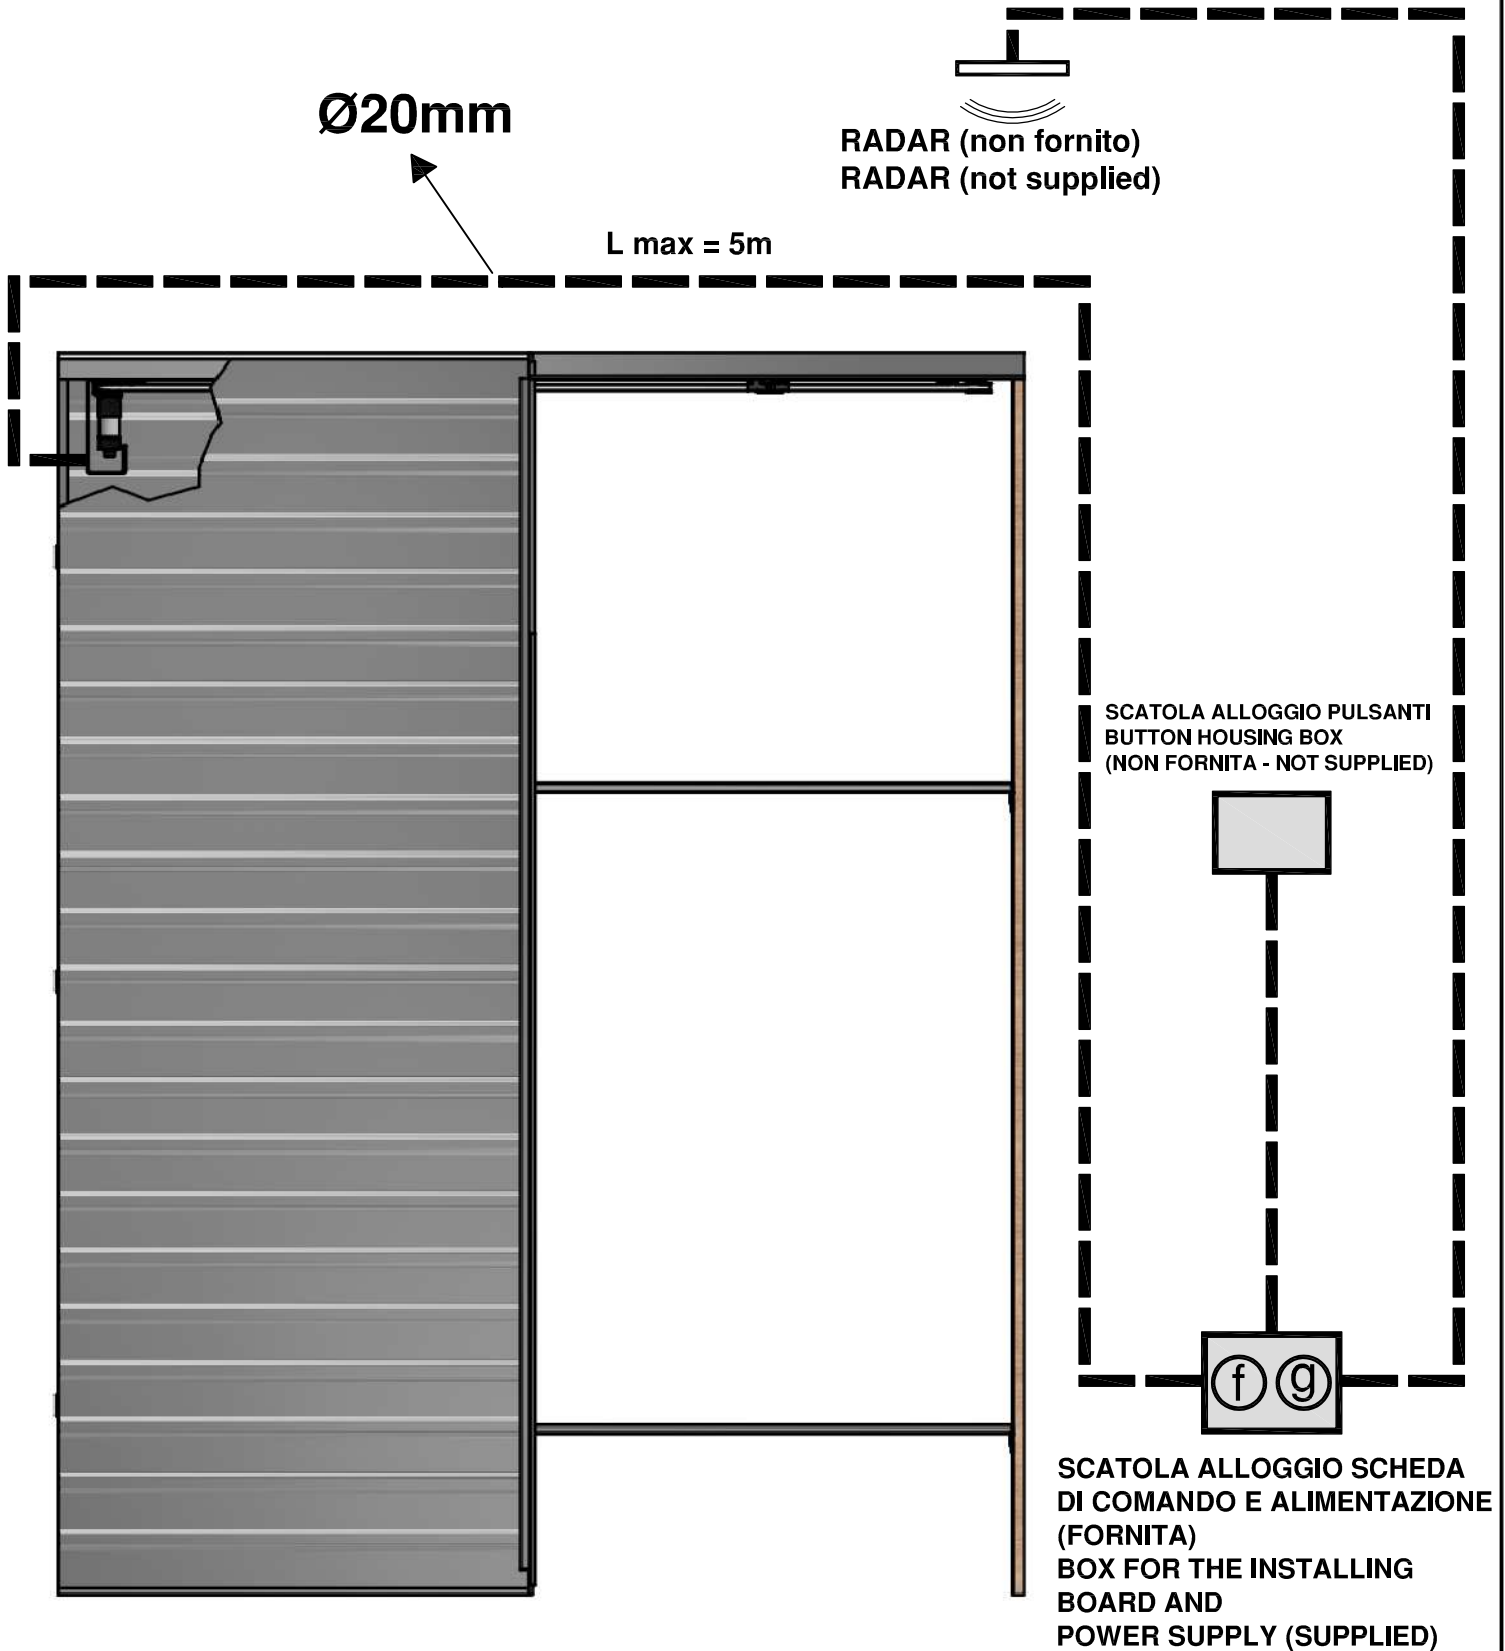 Ø20mm
RADAR (non fornito)
RADAR (not supplied)
L max = 5m
SCATOLA ALLOGGIO PULSANTI
BUTTON HOUSING BOX
(NON FORNITA - NOT SUPPLIED)
f g
SCATOLA ALLOGGIO SCHEDA
DI COMANDO E ALIMENTAZIONE
(FORNITA)
BOX FOR THE INSTALLING
BOARD AND
POWER SUPPLY (SUPPLIED)